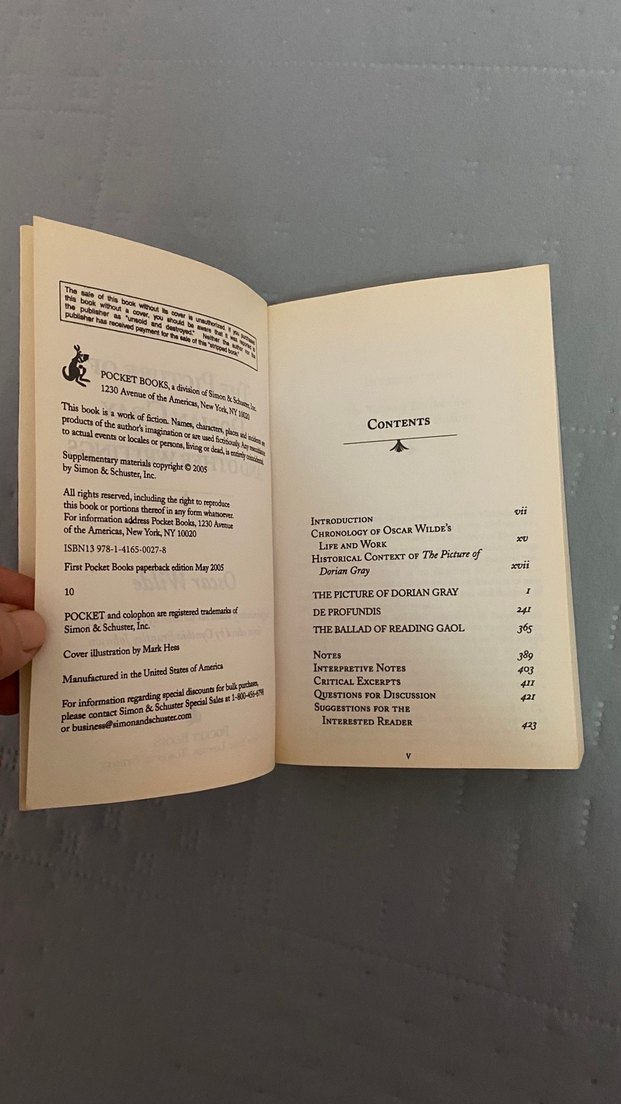 The sale of this book without its cover is unauthorized. If you purchased
this book without a cover, you should be aware that it was reported to
the publisher as "unsold and destroyed." Neither the author nor the
publisher has received payment for the sale of this "stripped book."
POCKET BOOKS, a division of Simon & Schuster, Inc.
1230 Avenue of the Americas, New York, NY 10020
This book is a work of fiction. Names, characters, places and incidents are
products of the author's imagination or are used fictitiously. Any resemblance
to actual events or locales or persons, living or dead, is entirely coincidental.
Supplementary materials copyright © 2005
by Simon & Schuster, Inc.
All rights reserved, including the right to reproduce
this book or portions thereof in any form whatsoever.
For information address Pocket Books, 1230 Avenue
of the Americas, New York, NY 10020
ISBN13 978-1-4165-0027-8
First Pocket Books paperback edition May 2005
10
POCKET and colophon are registered trademarks of
Simon & Schuster, Inc.
Cover illustration by Mark Hess
Manufactured in the United States of America
For information regarding special discounts for bulk purchases,
please contact Simon & Schuster Special Sales at 1-800-456-6798
or business@simonandschuster.com
CONTENTS
INTRODUCTION vii
CHRONOLOGY OF OSCAR WILDE'S
LIFE AND WORK xv
HISTORICAL CONTEXT OF The Picture of
Dorian Gray xvii
THE PICTURE OF DORIAN GRAY 1
DE PROFUNDIS 241
THE BALLAD OF READING GAOL 365
NOTES 389
INTERPRETIVE NOTES 403
CRITICAL EXCERPTS 411
QUESTIONS FOR DISCUSSION 421
SUGGESTIONS FOR THE
INTERESTED READER 423
v